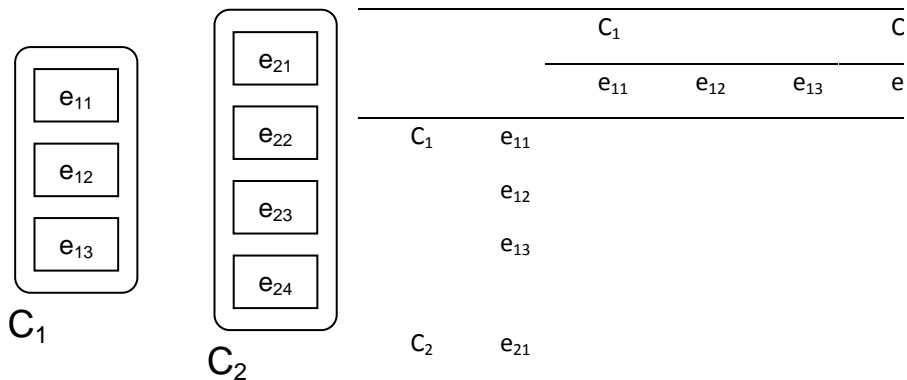 e₁₁
e₁₂
e₁₃
C₁
e₂₁
e₂₂
e₂₃
e₂₄
C₂
C₁ C
e₁₁ e₁₂ e₁₃ e
C₁ e₁₁
e₁₂
e₁₃
C₂ e₂₁